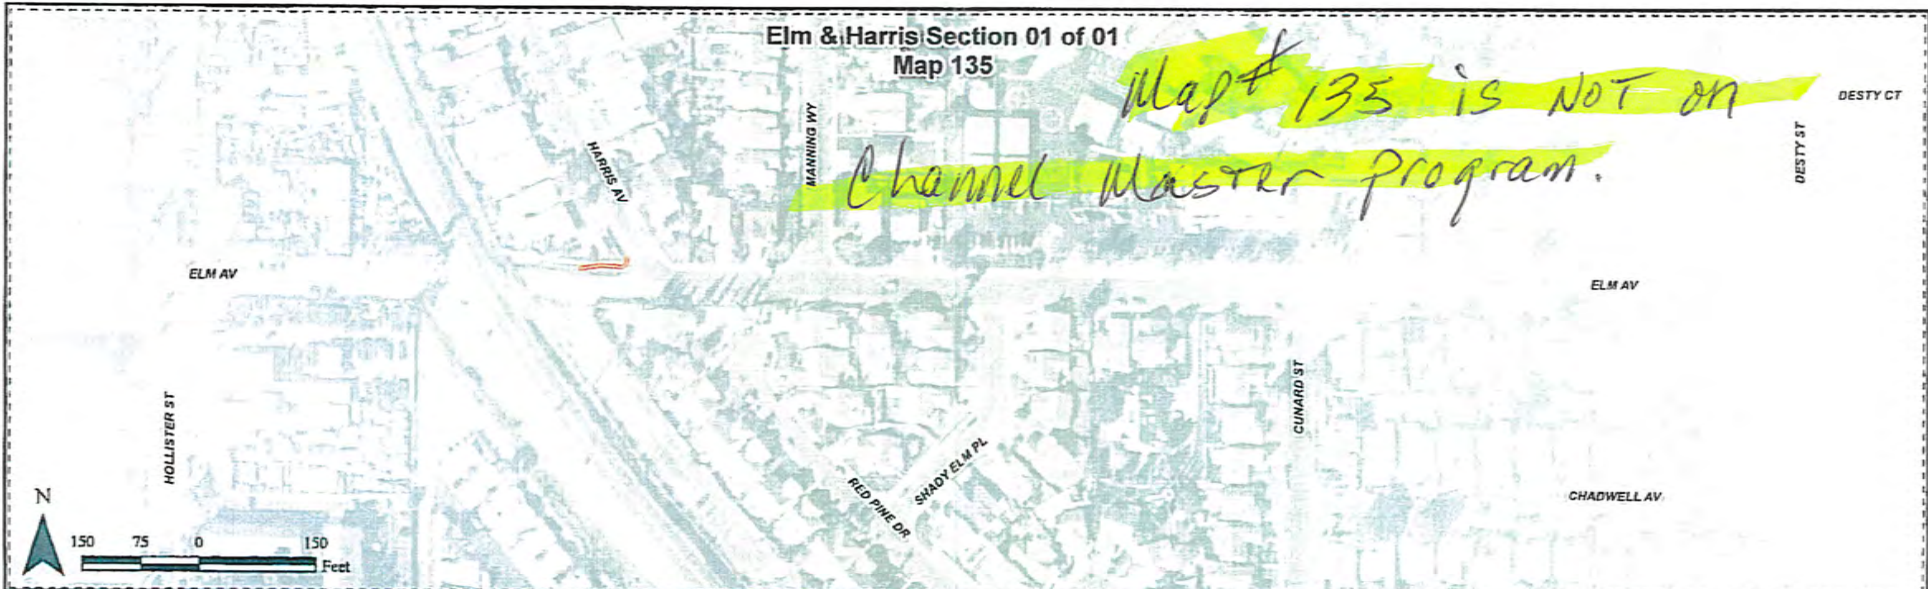 Elm & Harris Section 01 of 01
Map 135
Map # 135 is NOT on
Channel Master Program.
DESTY CT
DESTY ST
MANNING WY
HARRIS AV
ELM AV
ELM AV
HOLLISTER ST
CUNARD ST
SHADY ELM PL
RED PINE DR
CHADWELL AV
N
150 75 0 150
Feet